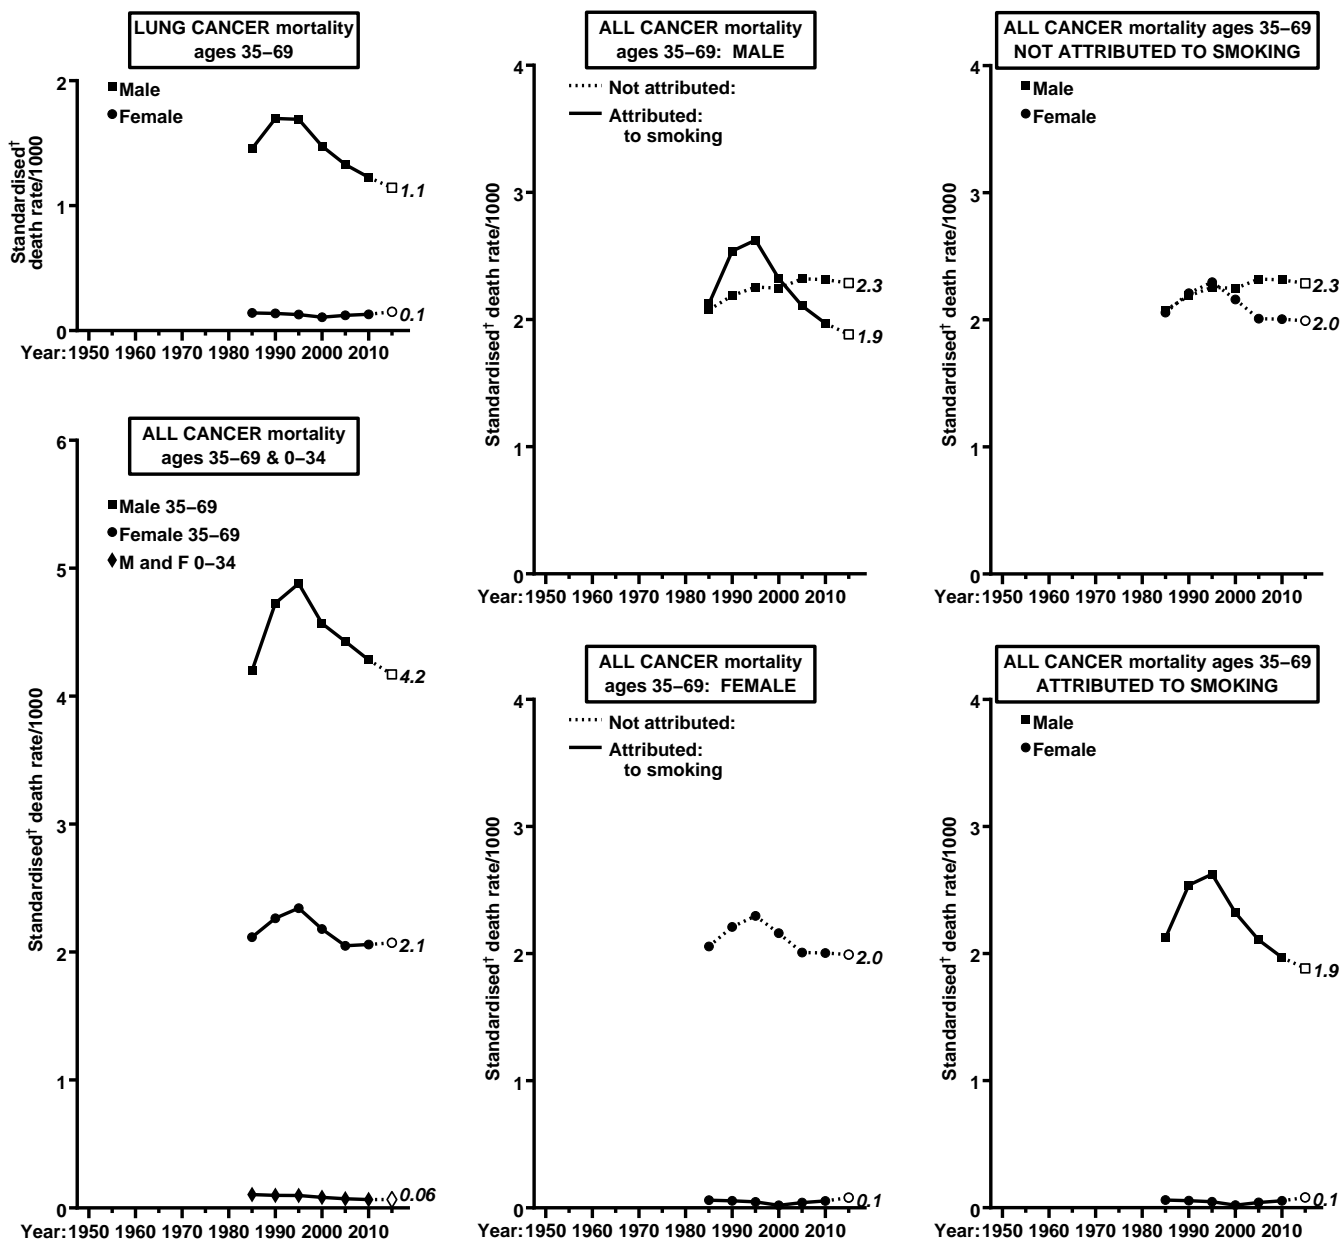 LUNG CANCER mortality
ages 35–69
2
1
0
Standardised†
death rate/1000
Male
Female
1.1
0.1
Year: 1950 1960 1970 1980 1990 2000 2010
ALL CANCER mortality
ages 35–69 & 0–34
6
5
4
3
2
1
0
Standardised† death rate/1000
Male 35–69
Female 35–69
M and F 0–34
4.2
2.1
0.06
Year: 1950 1960 1970 1980 1990 2000 2010
ALL CANCER mortality
ages 35–69: MALE
4
3
2
1
0
Standardised† death rate/1000
Not attributed:
Attributed:
to smoking
2.3
1.9
Year: 1950 1960 1970 1980 1990 2000 2010
ALL CANCER mortality
ages 35–69: FEMALE
4
3
2
1
0
Standardised† death rate/1000
Not attributed:
Attributed:
to smoking
2.0
0.1
Year: 1950 1960 1970 1980 1990 2000 2010
ALL CANCER mortality ages 35–69
NOT ATTRIBUTED TO SMOKING
4
3
2
1
0
Standardised† death rate/1000
Male
Female
2.3
2.0
Year: 1950 1960 1970 1980 1990 2000 2010
ALL CANCER mortality ages 35–69
ATTRIBUTED TO SMOKING
4
3
2
1
0
Standardised† death rate/1000
Male
Female
1.9
0.1
Year: 1950 1960 1970 1980 1990 2000 2010